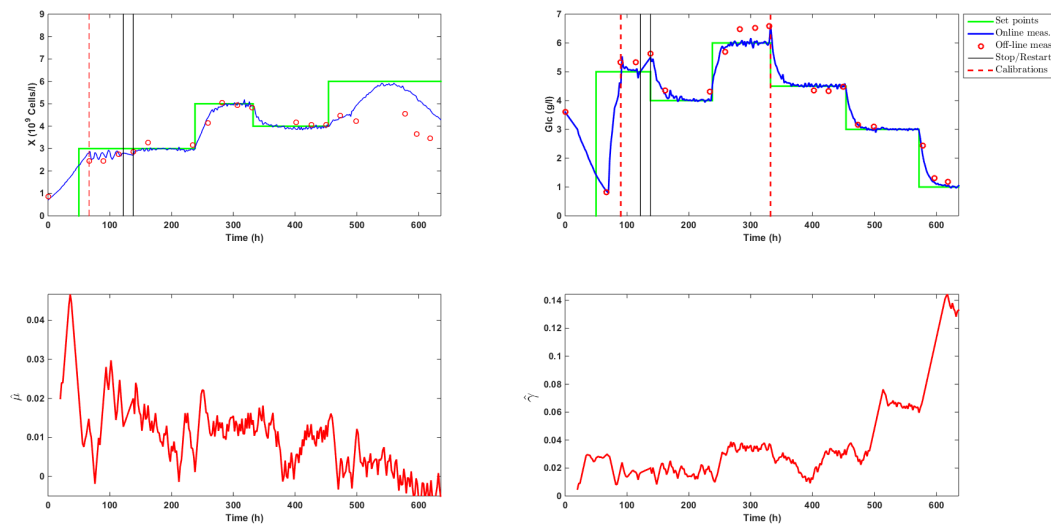 9
8
7
6
5
4
3
2
1
0
X (10^9 Cells/l)
0 100 200 300 400 500 600
Time (h)
7
6
5
4
3
2
1
0
Glc (g/l)
0 100 200 300 400 500 600
Time (h)
Set points
Online meas.
Off-line meas
Stop/Restart
Calibrations
0.04
0.03
0.02
0.01
0
μ̂
0 100 200 300 400 500 600
Time (h)
0.14
0.12
0.1
0.08
0.06
0.04
0.02
0
γ̂
0 100 200 300 400 500 600
Time (h)